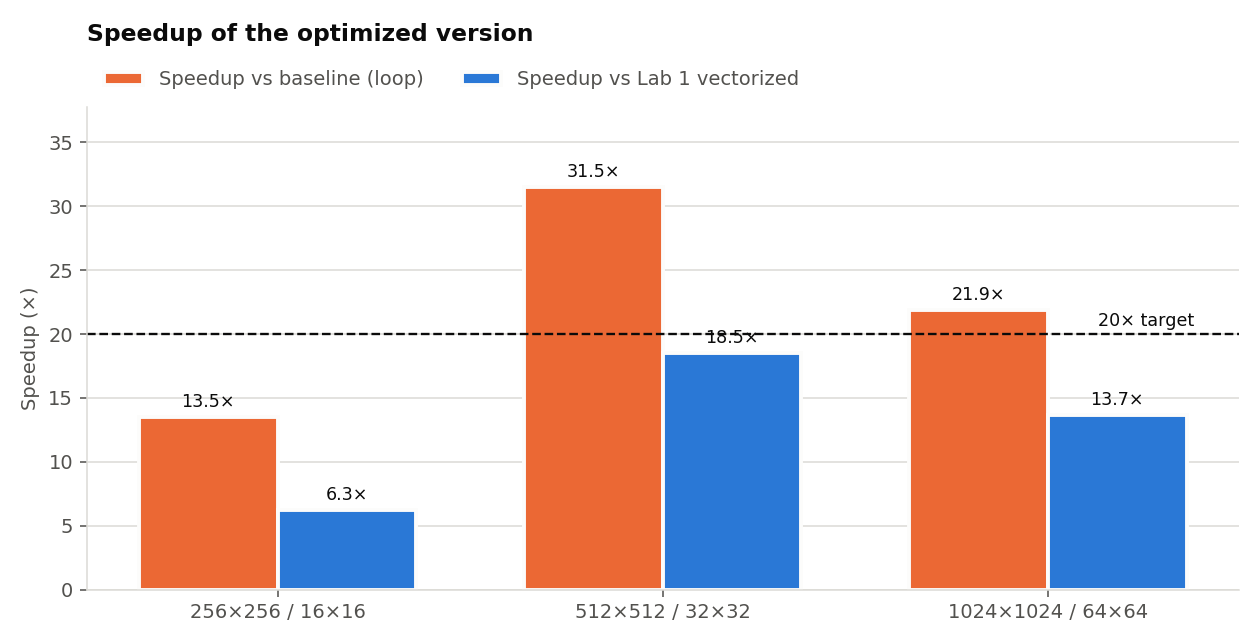 Speedup of the optimized version
Speedup vs baseline (loop) Speedup vs Lab 1 vectorized
Speedup (×)
35
30
25
20
15
10
5
0
13.5×
6.3×
31.5×
18.5×
21.9×
13.7×
20× target
256×256 / 16×16
512×512 / 32×32
1024×1024 / 64×64